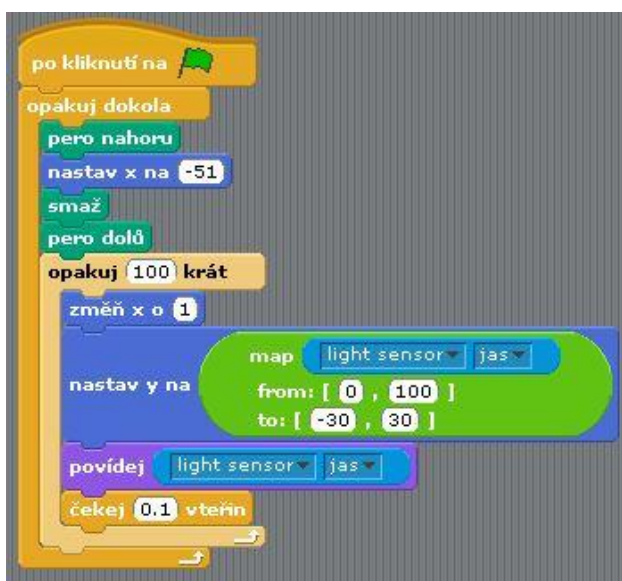 po kliknutí na
opakuj dokola
pero nahoru
nastav x na -51
smaž
pero dolů
opakuj 100 krát
změň x o 1
nastav y na map light sensor jas
from: [ 0 , 100 ]
to: [ -30 , 30 ]
povídej light sensor jas
čekej 0.1 vteřin